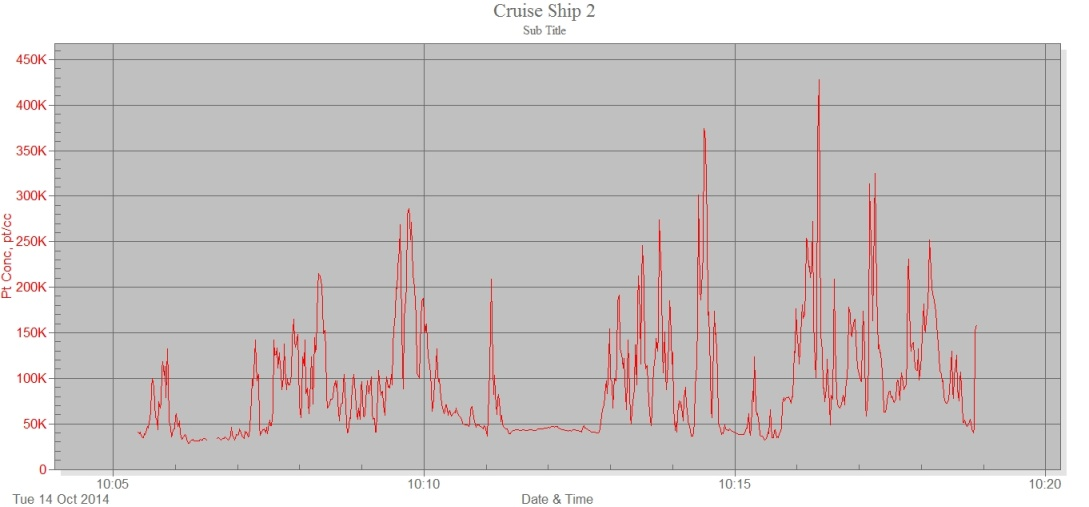 Cruise Ship 2
Sub Title
450K
400K
350K
300K
250K
200K
150K
100K
50K
0
Pt Conc, pt/cc
10:05
10:10
10:15
10:20
Tue 14 Oct 2014
Date & Time